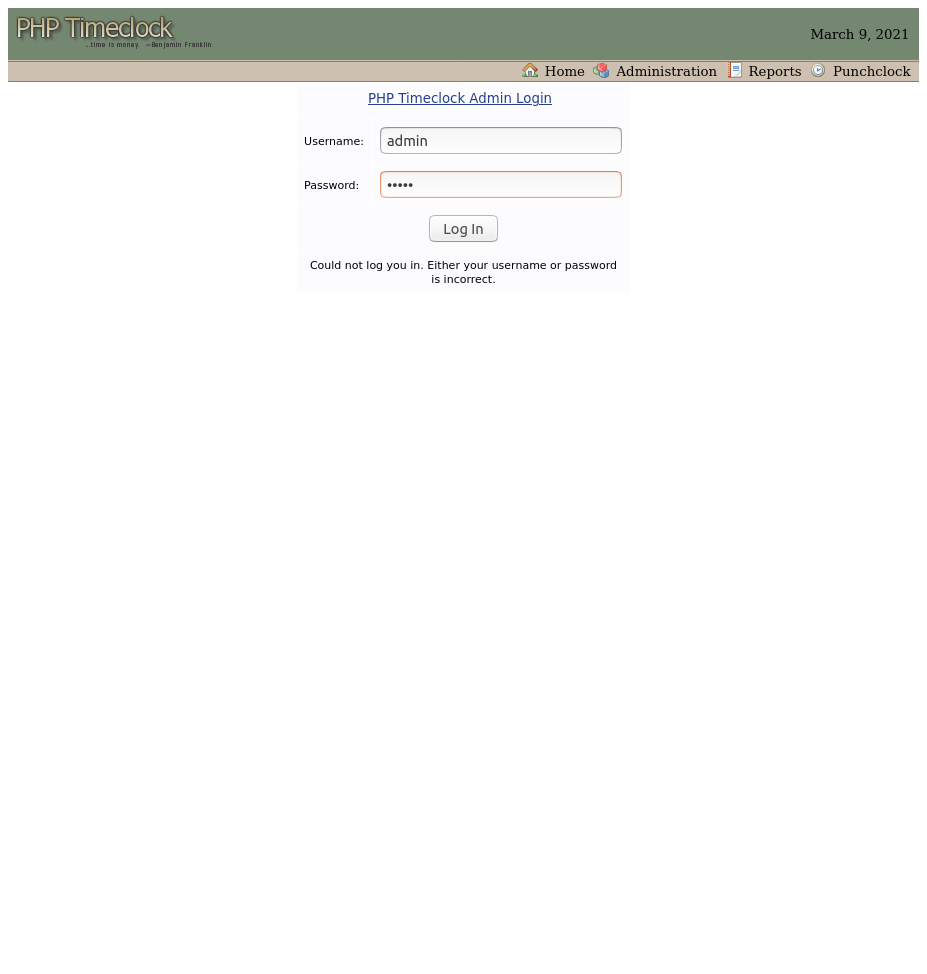 PHP Timeclock
...time is money. —Benjamin Franklin
March 9, 2021
Home Administration Reports Punchclock
PHP Timeclock Admin Login
Username: admin
Password: •••••
Log In
Could not log you in. Either your username or password
is incorrect.